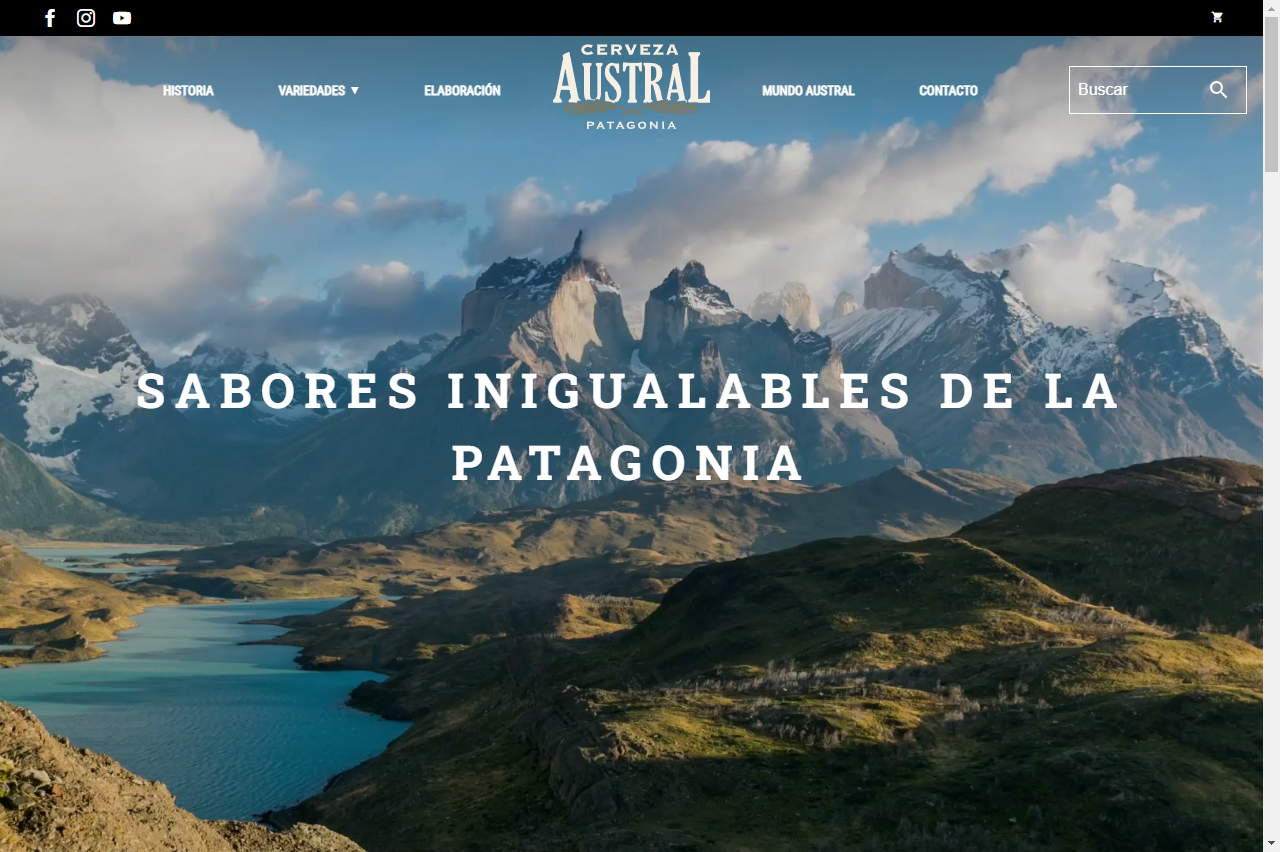 CERVEZA
AUSTRAL
PATAGONIA
HISTORIA
VARIEDADES ▼
ELABORACIÓN
MUNDO AUSTRAL
CONTACTO
Buscar
SABORES INIGUALABLES DE LA
PATAGONIA